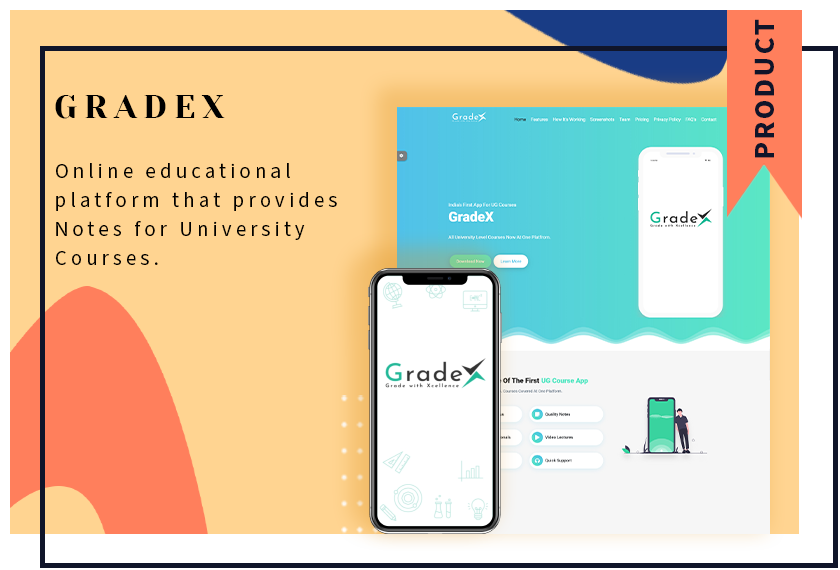 PRODUCT
GRADEX
Online educational
platform that provides
Notes for University
Courses.
GradeX
Home Features How It's Working Screenshots Team Pricing Privacy Policy FAQ's Contact
India's First App For UG Courses
GradeX
All University Level Courses Now At One Platform
Download Now Learn More
GradeX
Grade with Xcellence
GradeX
Grade with Xcellence
Of The First UG Course App
Courses Covered At One Platform
Quality Notes
Video Lectures
Quick Support